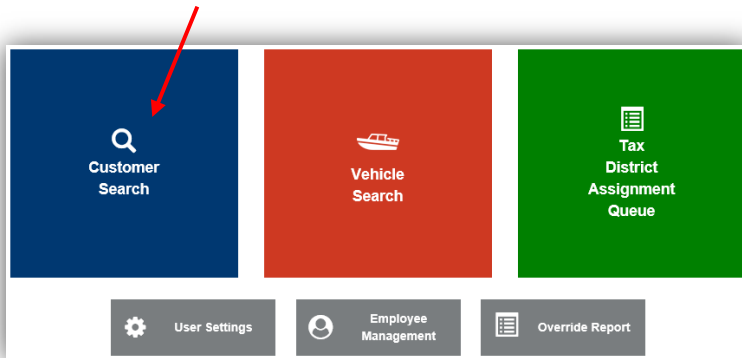 Customer
Search
Vehicle
Search
Tax
District
Assignment
Queue
User Settings
Employee
Management
Override Report